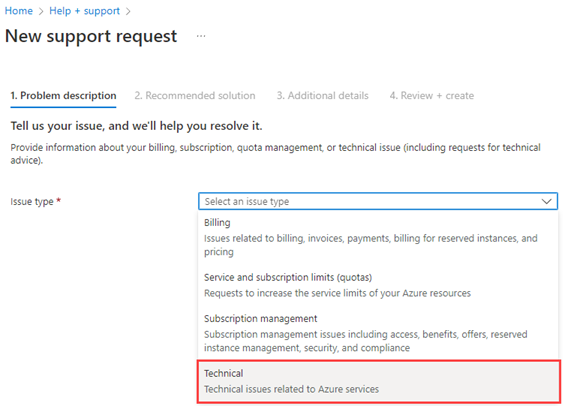 Home > Help + support >
New support request ...
1. Problem description 2. Recommended solution 3. Additional details 4. Review + create
Tell us your issue, and we'll help you resolve it.
Provide information about your billing, subscription, quota management, or technical issue (including requests for technical
advice).
Issue type * Select an issue type
Billing
Issues related to billing, invoices, payments, billing for reserved instances, and
pricing
Service and subscription limits (quotas)
Requests to increase the service limits of your Azure resources
Subscription management
Subscription management issues including access, benefits, offers, reserved
instance management, security, and compliance
Technical
Technical issues related to Azure services